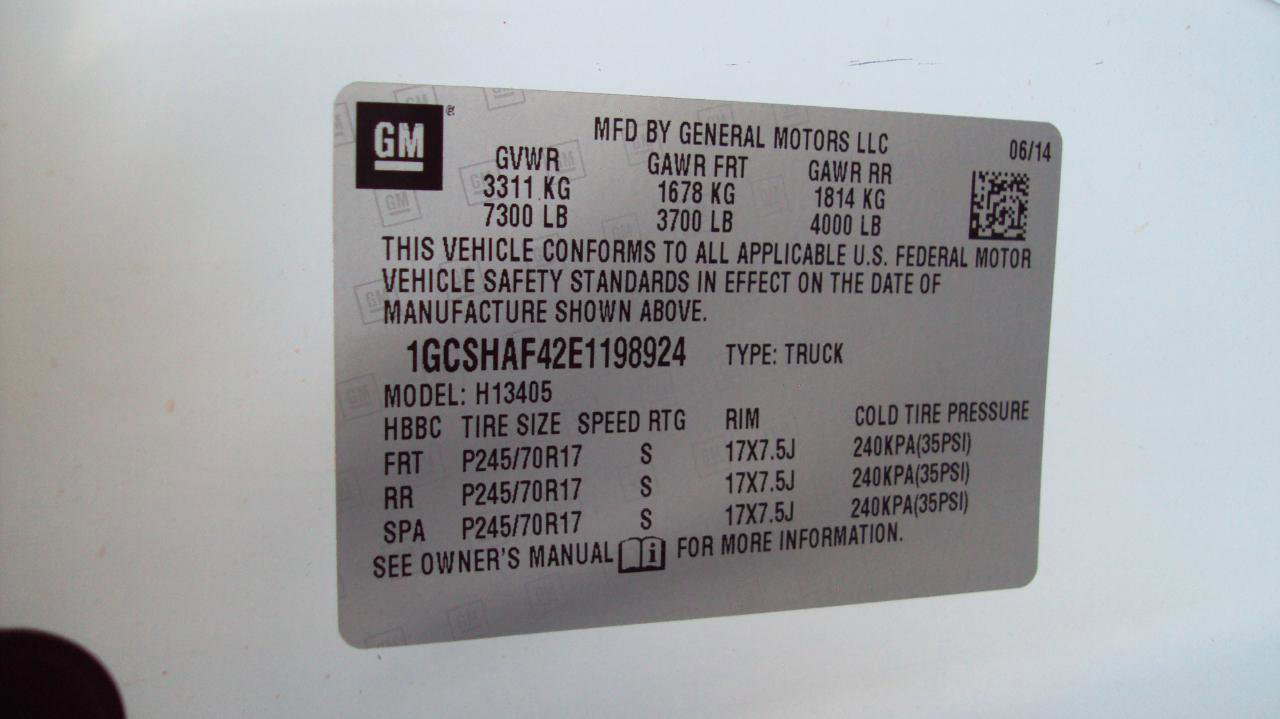 GM ®
MFD BY GENERAL MOTORS LLC 06/14
GVWR GAWR FRT GAWR RR
3311 KG 1678 KG 1814 KG
7300 LB 3700 LB 4000 LB
THIS VEHICLE CONFORMS TO ALL APPLICABLE U.S. FEDERAL MOTOR
VEHICLE SAFETY STANDARDS IN EFFECT ON THE DATE OF
MANUFACTURE SHOWN ABOVE.
1GCSHAF42E1198924 TYPE: TRUCK
MODEL: H13405
HBBC TIRE SIZE SPEED RTG RIM COLD TIRE PRESSURE
FRT P245/70R17 S 17X7.5J 240KPA(35PSI)
RR P245/70R17 S 17X7.5J 240KPA(35PSI)
SPA P245/70R17 S 17X7.5J 240KPA(35PSI)
SEE OWNER'S MANUAL i FOR MORE INFORMATION.